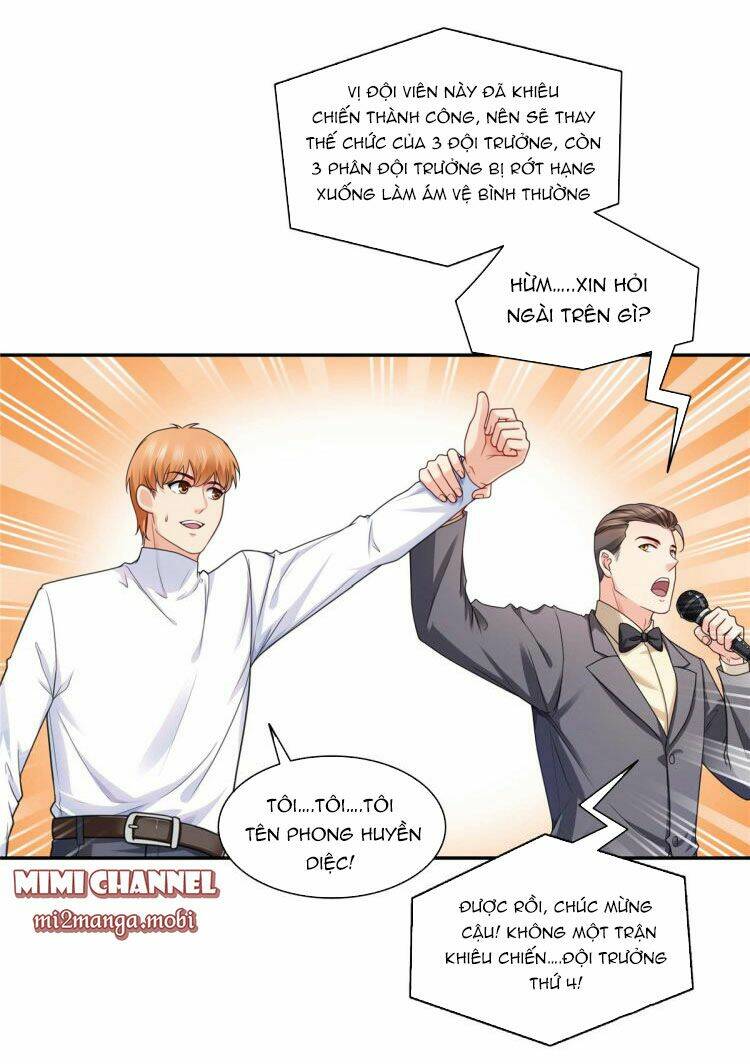 VỊ ĐỘI VIÊN NÀY ĐÃ KHIÊU
CHIẾN THÀNH CÔNG, NÊN SẼ THAY
THẾ CHỨC CỦA 3 ĐỘI TRƯỞNG, CÒN
3 PHÂN ĐỘI TRƯỞNG BỊ RỚT HẠNG
XUỐNG LÀM ÁM VỆ BÌNH THƯỜNG
HỪM.....XIN HỎI
NGÀI TRÊN GÌ?
TÔI....TÔI....TÔI
TÊN PHONG HUYỀN
DIỆC!
MIMI CHANNEL
mi2manga.mobi
ĐƯỢC RỒI, CHÚC MỪNG
CẬU! KHÔNG MỘT TRẬN
KHIÊU CHIẾN....ĐỘI TRƯỞNG
THỨ 4!